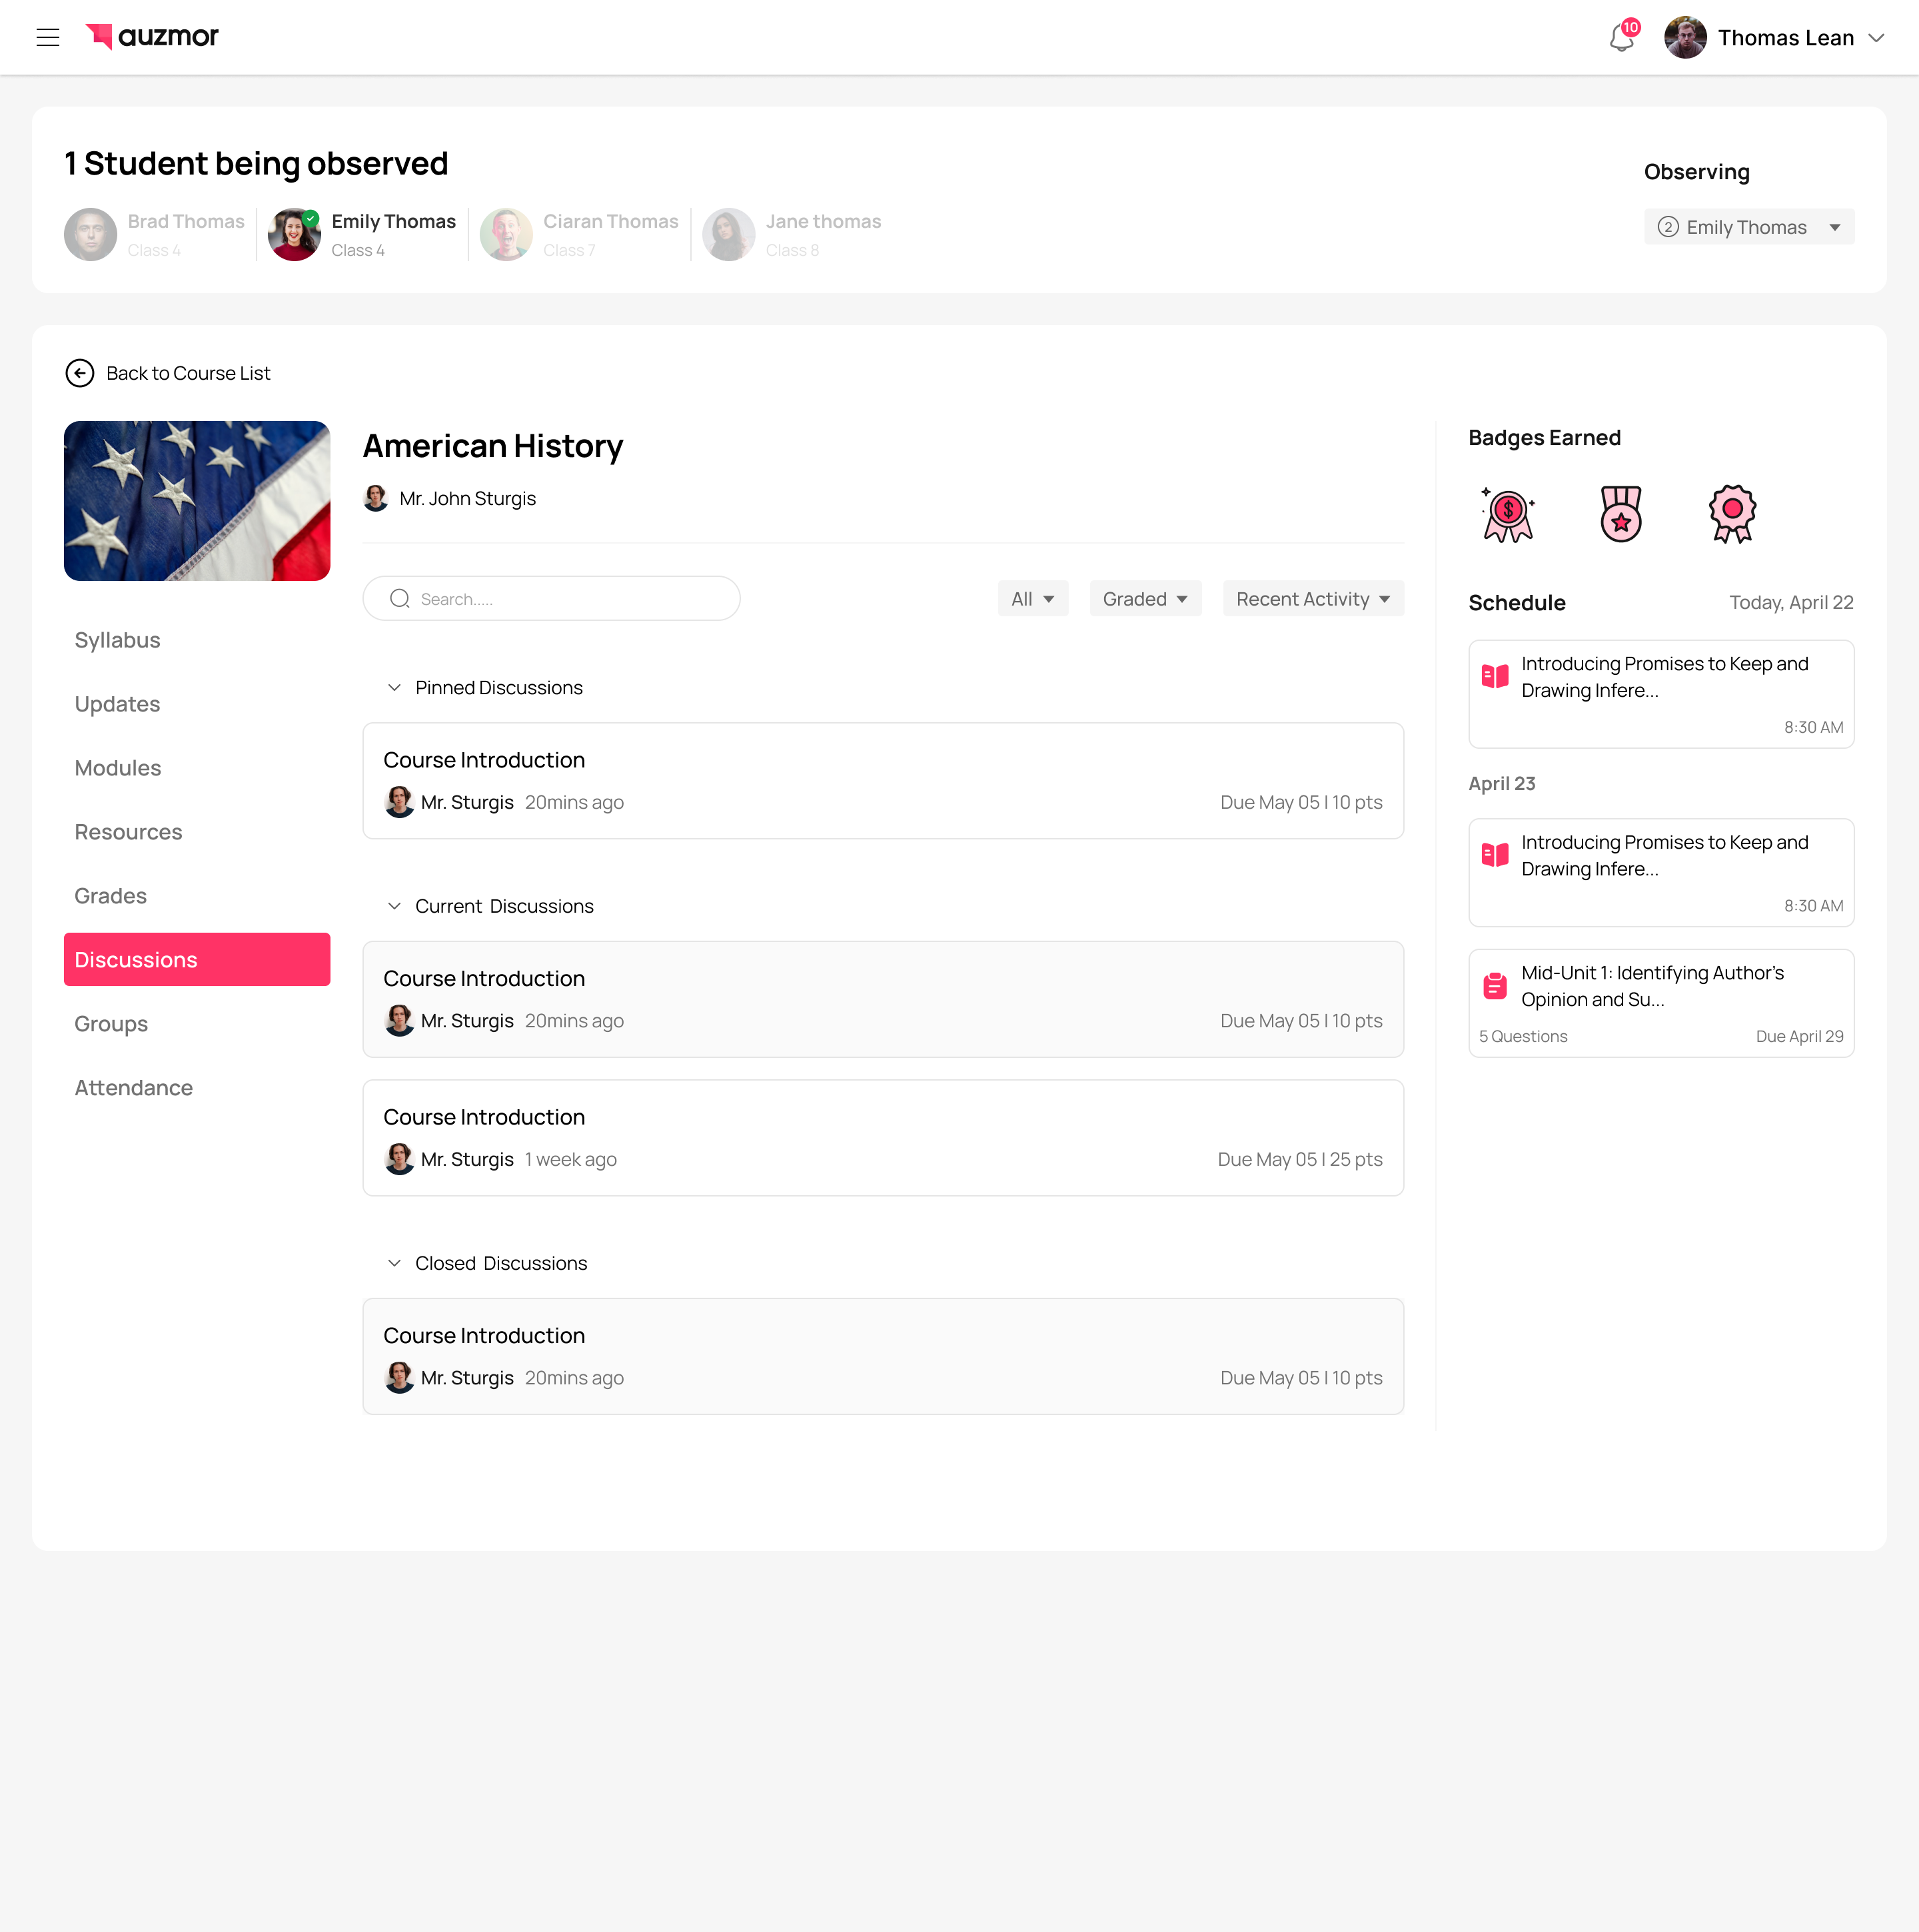 auzmor
10
Thomas Lean
1 Student being observed
Brad Thomas
Class 4
Emily Thomas
Class 4
Ciaran Thomas
Class 7
Jane thomas
Class 8
Observing
2 Emily Thomas
Back to Course List
American History
Mr. John Sturgis
Search.....
All
Graded
Recent Activity
Syllabus
Updates
Modules
Resources
Grades
Discussions
Groups
Attendance
Pinned Discussions
Course Introduction
Mr. Sturgis 20mins ago
Due May 05 | 10 pts
Current Discussions
Course Introduction
Mr. Sturgis 20mins ago
Due May 05 | 10 pts
Course Introduction
Mr. Sturgis 1 week ago
Due May 05 | 25 pts
Closed Discussions
Course Introduction
Mr. Sturgis 20mins ago
Due May 05 | 10 pts
Badges Earned
$
Schedule
Today, April 22
Introducing Promises to Keep and
Drawing Infere...
8:30 AM
April 23
Introducing Promises to Keep and
Drawing Infere...
8:30 AM
Mid-Unit 1: Identifying Author's
Opinion and Su...
5 Questions
Due April 29